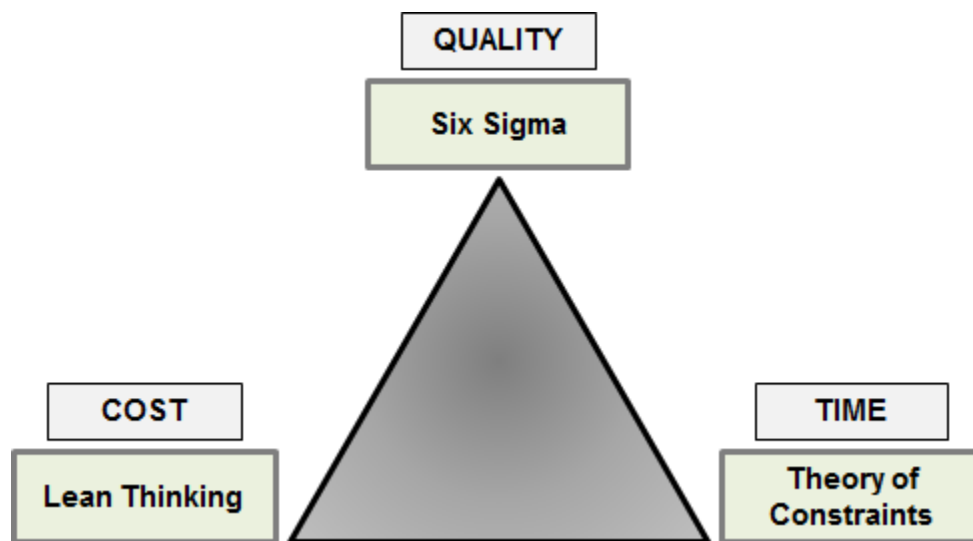 QUALITY
Six Sigma
COST
Lean Thinking
TIME
Theory of
Constraints